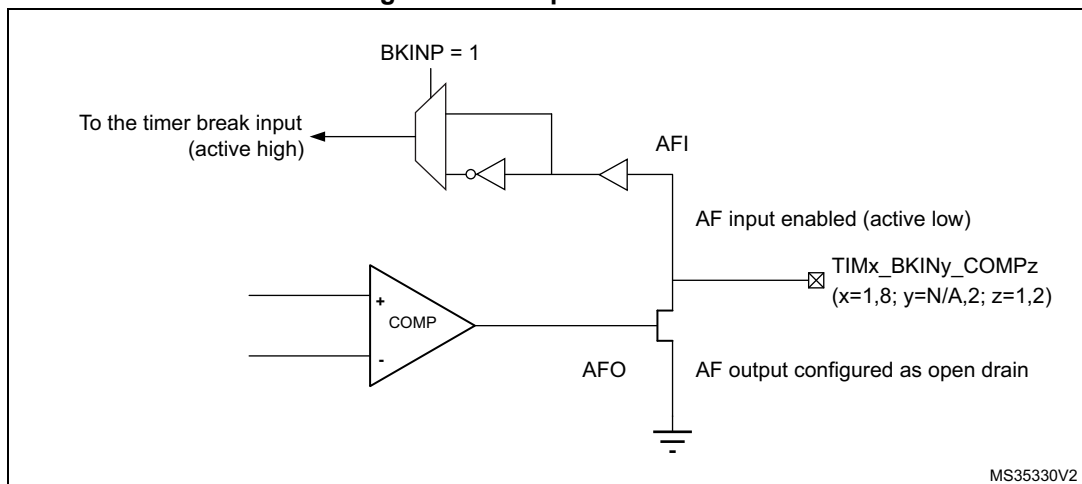 BKINP = 1
To the timer break input
(active high)
AFI
AF input enabled (active low)
TIMx_BKINy_COMPz
(x=1,8; y=N/A,2; z=1,2)
+
COMP
-
AFO
AF output configured as open drain
MS35330V2